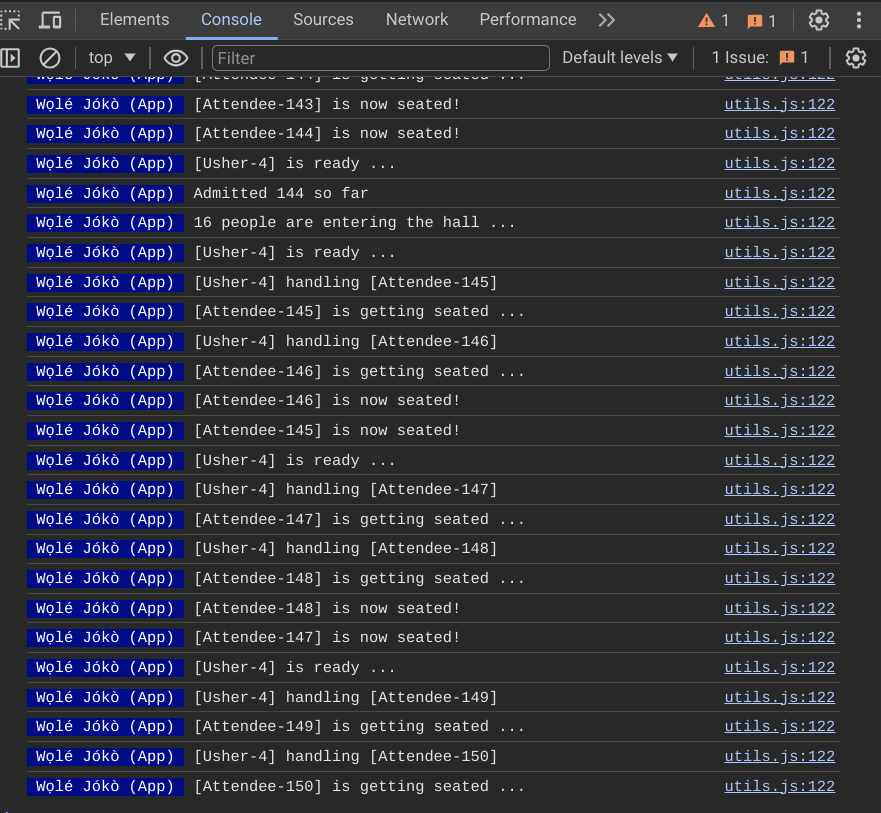 Elements Console Sources Network Performance 1 1
top Filter Default levels 1 Issue: 1
Wọlé Jókò (App) [Attendee-144] is getting seated ... utils.js:122
Wọlé Jókò (App) [Attendee-143] is now seated! utils.js:122
Wọlé Jókò (App) [Attendee-144] is now seated! utils.js:122
Wọlé Jókò (App) [Usher-4] is ready ... utils.js:122
Wọlé Jókò (App) Admitted 144 so far utils.js:122
Wọlé Jókò (App) 16 people are entering the hall ... utils.js:122
Wọlé Jókò (App) [Usher-4] is ready ... utils.js:122
Wọlé Jókò (App) [Usher-4] handling [Attendee-145] utils.js:122
Wọlé Jókò (App) [Attendee-145] is getting seated ... utils.js:122
Wọlé Jókò (App) [Usher-4] handling [Attendee-146] utils.js:122
Wọlé Jókò (App) [Attendee-146] is getting seated ... utils.js:122
Wọlé Jókò (App) [Attendee-146] is now seated! utils.js:122
Wọlé Jókò (App) [Attendee-145] is now seated! utils.js:122
Wọlé Jókò (App) [Usher-4] is ready ... utils.js:122
Wọlé Jókò (App) [Usher-4] handling [Attendee-147] utils.js:122
Wọlé Jókò (App) [Attendee-147] is getting seated ... utils.js:122
Wọlé Jókò (App) [Usher-4] handling [Attendee-148] utils.js:122
Wọlé Jókò (App) [Attendee-148] is getting seated ... utils.js:122
Wọlé Jókò (App) [Attendee-148] is now seated! utils.js:122
Wọlé Jókò (App) [Attendee-147] is now seated! utils.js:122
Wọlé Jókò (App) [Usher-4] is ready ... utils.js:122
Wọlé Jókò (App) [Usher-4] handling [Attendee-149] utils.js:122
Wọlé Jókò (App) [Attendee-149] is getting seated ... utils.js:122
Wọlé Jókò (App) [Usher-4] handling [Attendee-150] utils.js:122
Wọlé Jókò (App) [Attendee-150] is getting seated ... utils.js:122